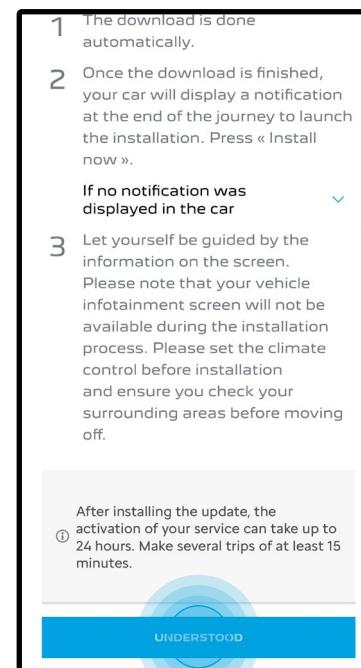 1 The download is done
automatically.
2 Once the download is finished,
your car will display a notification
at the end of the journey to launch
the installation. Press « Install
now ».
If no notification was
displayed in the car
3 Let yourself be guided by the
information on the screen.
Please note that your vehicle
infotainment screen will not be
available during the installation
process. Please set the climate
control before installation
and ensure you check your
surrounding areas before moving
off.
After installing the update, the
activation of your service can take up to
24 hours. Make several trips of at least 15
minutes.
UNDERSTOOD